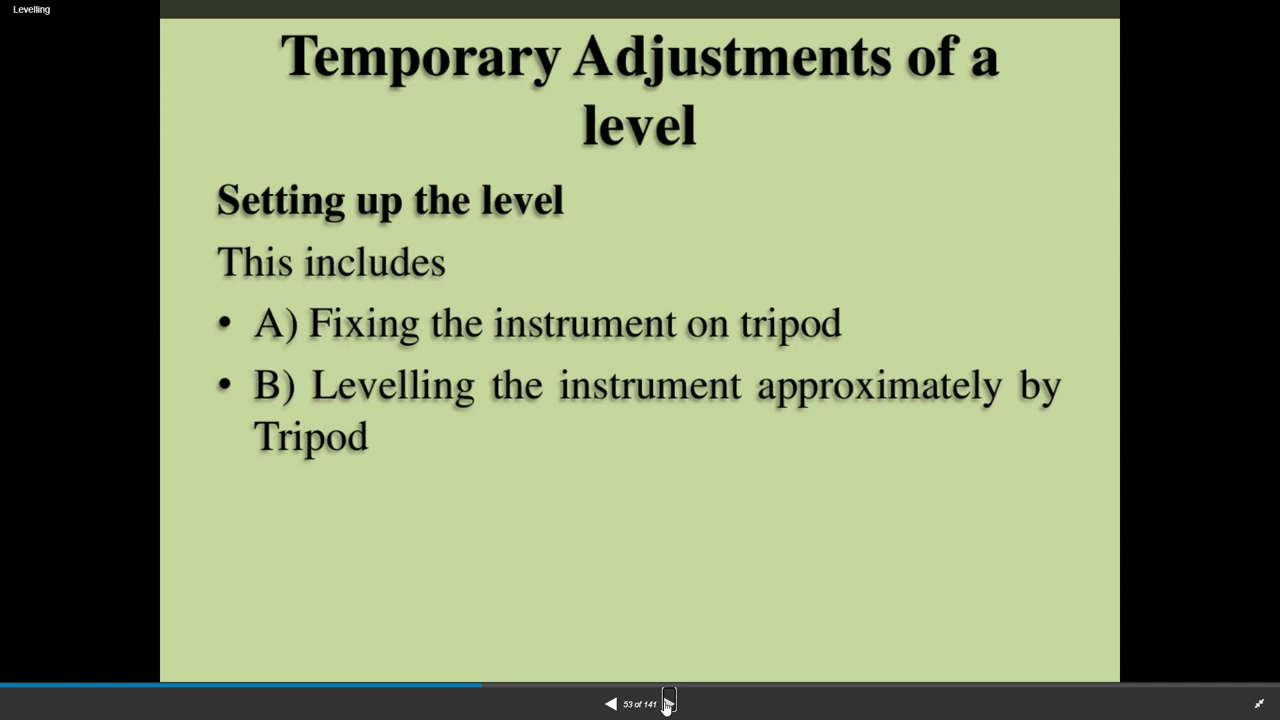 Levelling
Temporary Adjustments of a
level
Setting up the level
This includes
• A) Fixing the instrument on tripod
• B) Levelling the instrument approximately by
Tripod
53 of 141